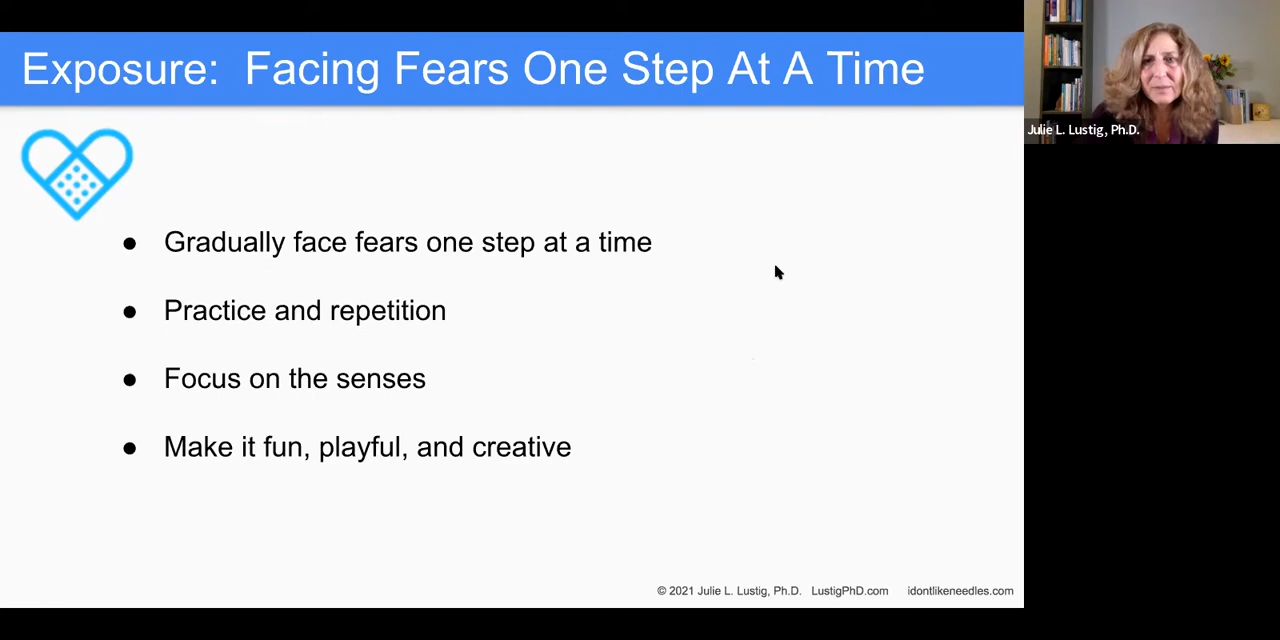 Exposure: Facing Fears One Step At A Time
Julie L. Lustig, Ph.D.
● Gradually face fears one step at a time
● Practice and repetition
● Focus on the senses
● Make it fun, playful, and creative
© 2021 Julie L. Lustig, Ph.D. LustigPhD.com idontlikeneedles.com